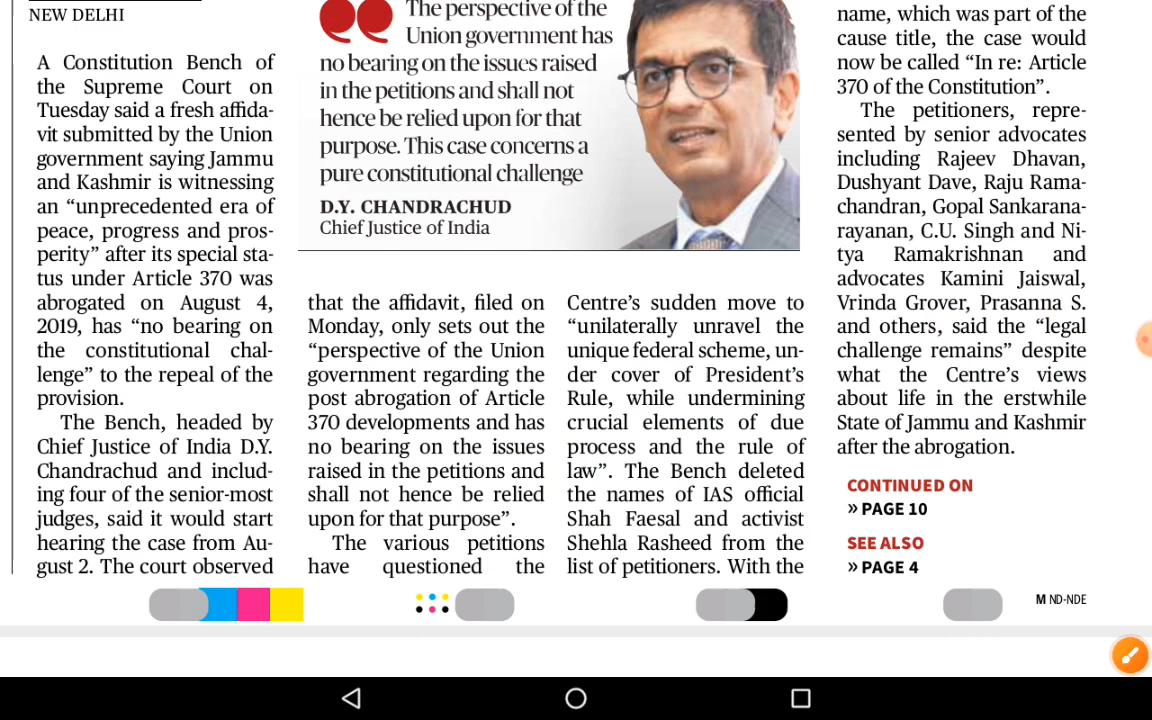 NEW DELHI
A Constitution Bench of
the Supreme Court on
Tuesday said a fresh affida-
vit submitted by the Union
government saying Jammu
and Kashmir is witnessing
an “unprecedented era of
peace, progress and pros-
perity” after its special sta-
tus under Article 370 was
abrogated on August 4,
2019, has “no bearing on
the constitutional chal-
lenge” to the repeal of the
provision.
The Bench, headed by
Chief Justice of India D.Y.
Chandrachud and includ-
ing four of the senior-most
judges, said it would start
hearing the case from Au-
gust 2. The court observed
The perspective of the
Union government has
no bearing on the issues raised
in the petitions and shall not
hence be relied upon for that
purpose. This case concerns a
pure constitutional challenge
D.Y. CHANDRACHUD
Chief Justice of India
that the affidavit, filed on
Monday, only sets out the
“perspective of the Union
government regarding the
post abrogation of Article
370 developments and has
no bearing on the issues
raised in the petitions and
shall not hence be relied
upon for that purpose”.
The various petitions
have questioned the
Centre’s sudden move to
“unilaterally unravel the
unique federal scheme, un-
der cover of President’s
Rule, while undermining
crucial elements of due
process and the rule of
law”. The Bench deleted
the names of IAS official
Shah Faesal and activist
Shehla Rasheed from the
list of petitioners. With the
name, which was part of the
cause title, the case would
now be called “In re: Article
370 of the Constitution”.
The petitioners, repre-
sented by senior advocates
including Rajeev Dhavan,
Dushyant Dave, Raju Rama-
chandran, Gopal Sankarana-
rayanan, C.U. Singh and Ni-
tya Ramakrishnan and
advocates Kamini Jaiswal,
Vrinda Grover, Prasanna S.
and others, said the “legal
challenge remains” despite
what the Centre’s views
about life in the erstwhile
State of Jammu and Kashmir
after the abrogation.
CONTINUED ON
» PAGE 10
SEE ALSO
» PAGE 4
M ND-NDE